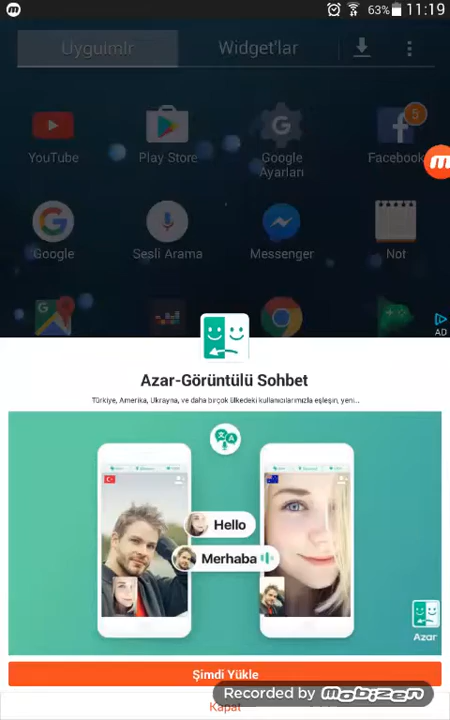 63% 11:19
Uygulmlr Widget'lar
5
YouTube Play Store Google Ayarları Facebook
Google Sesli Arama Messenger Not
AD
Azar-Görüntülü Sohbet
Türkiye, Amerika, Ukrayna, ve daha birçok ülkedeki kullanıcılarımızla eşleşin, yeni...
Hello
Merhaba
Azar
Şimdi Yükle
Recorded by mobizen
Kapat